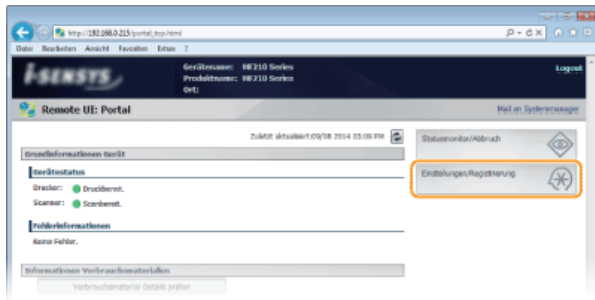 http://192.168.0.215/portal_top.html
Datei Bearbeiten Ansicht Favoriten Extras ?
i-SENSYS
Gerätename: MF210 Series
Produktname: MF210 Series
Ort:
Logout
Remote UI: Portal
Mail an Systemmanager
Zuletzt aktualisiert:09/08 2014 03:09 PM
Statusmonitor/Abbruch
Grundinformationen Gerät
Einstellungen/Registrierung
Gerätestatus
Drucker: Druckbereit.
Scanner: Scanbereit.
Fehlerinformationen
Keine Fehler.
Informationen Verbrauchsmaterialien
Verbrauchsmaterial-Details prüfen